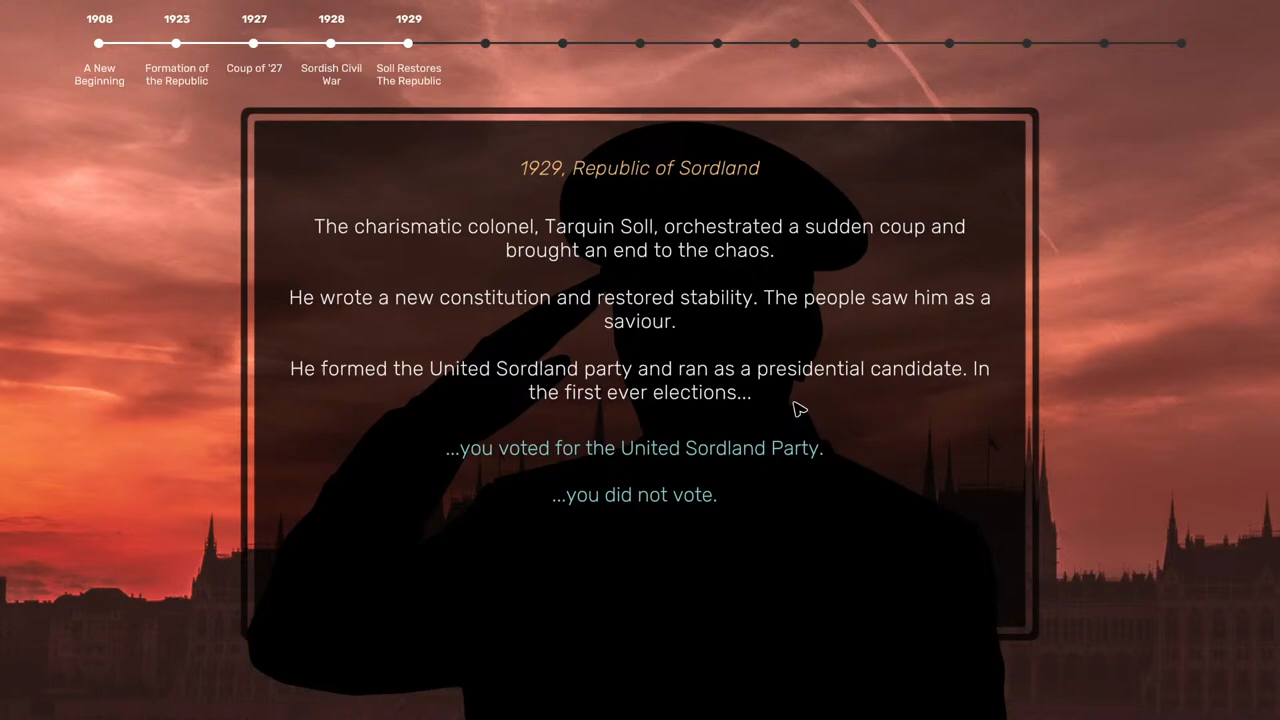 1908 1923 1927 1928 1929
A New Beginning
Formation of the Republic
Coup of '27
Sordish Civil War
Soll Restores The Republic
1929, Republic of Sordland
The charismatic colonel, Tarquin Soll, orchestrated a sudden coup and
brought an end to the chaos.
He wrote a new constitution and restored stability. The people saw him as a
saviour.
He formed the United Sordland party and ran as a presidential candidate. In
the first ever elections...
...you voted for the United Sordland Party.
...you did not vote.